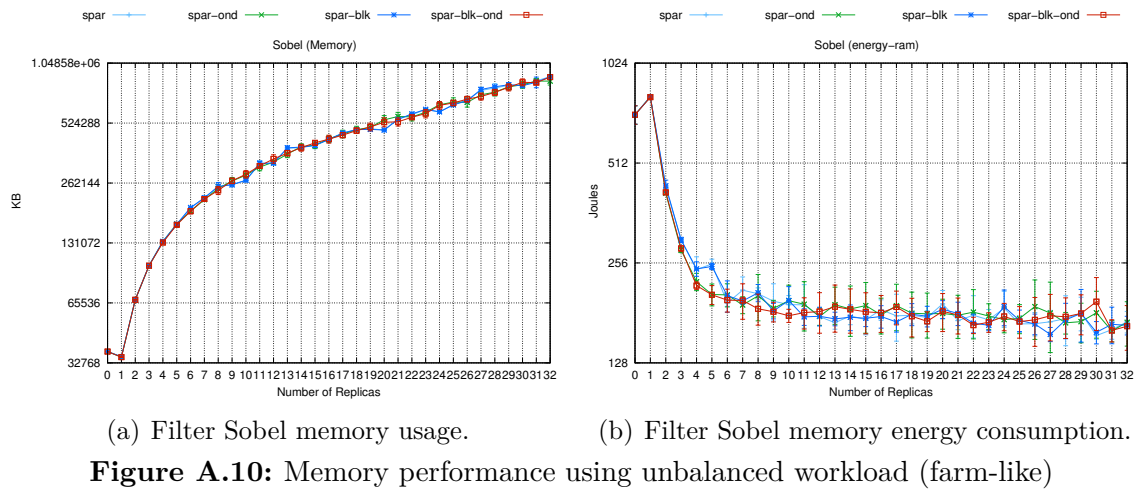 spar spar-ond spar-blk spar-blk-ond
Sobel (Memory)
1.04858e+06
524288
262144
131072
65536
32768
KB
0 1 2 3 4 5 6 7 8 9 10 11 12 13 14 15 16 17 18 19 20 21 22 23 24 25 26 27 28 29 30 31 32
Number of Replicas
(a) Filter Sobel memory usage.
spar spar-ond spar-blk spar-blk-ond
Sobel (energy-ram)
1024
512
256
128
Joules
0 1 2 3 4 5 6 7 8 9 10 11 12 13 14 15 16 17 18 19 20 21 22 23 24 25 26 27 28 29 30 31 32
Number of Replicas
(b) Filter Sobel memory energy consumption.
Figure A.10: Memory performance using unbalanced workload (farm-like)